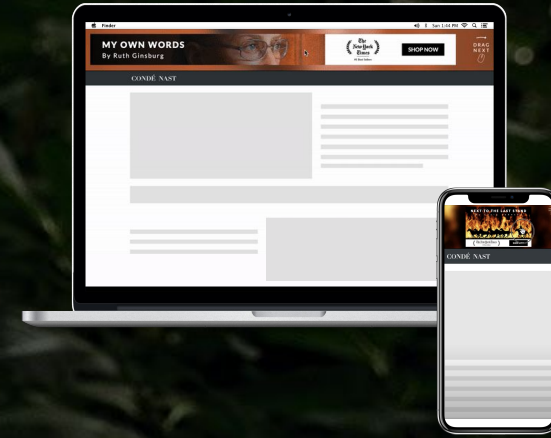 Finder
Sun 1:44 PM
MY OWN WORDS
By Ruth Ginsburg
The
New York
Times
SHOP NOW
DRAG
NEXT
CONDÉ NAST
NEXT TO THE LAST STAND
CONDÉ NAST